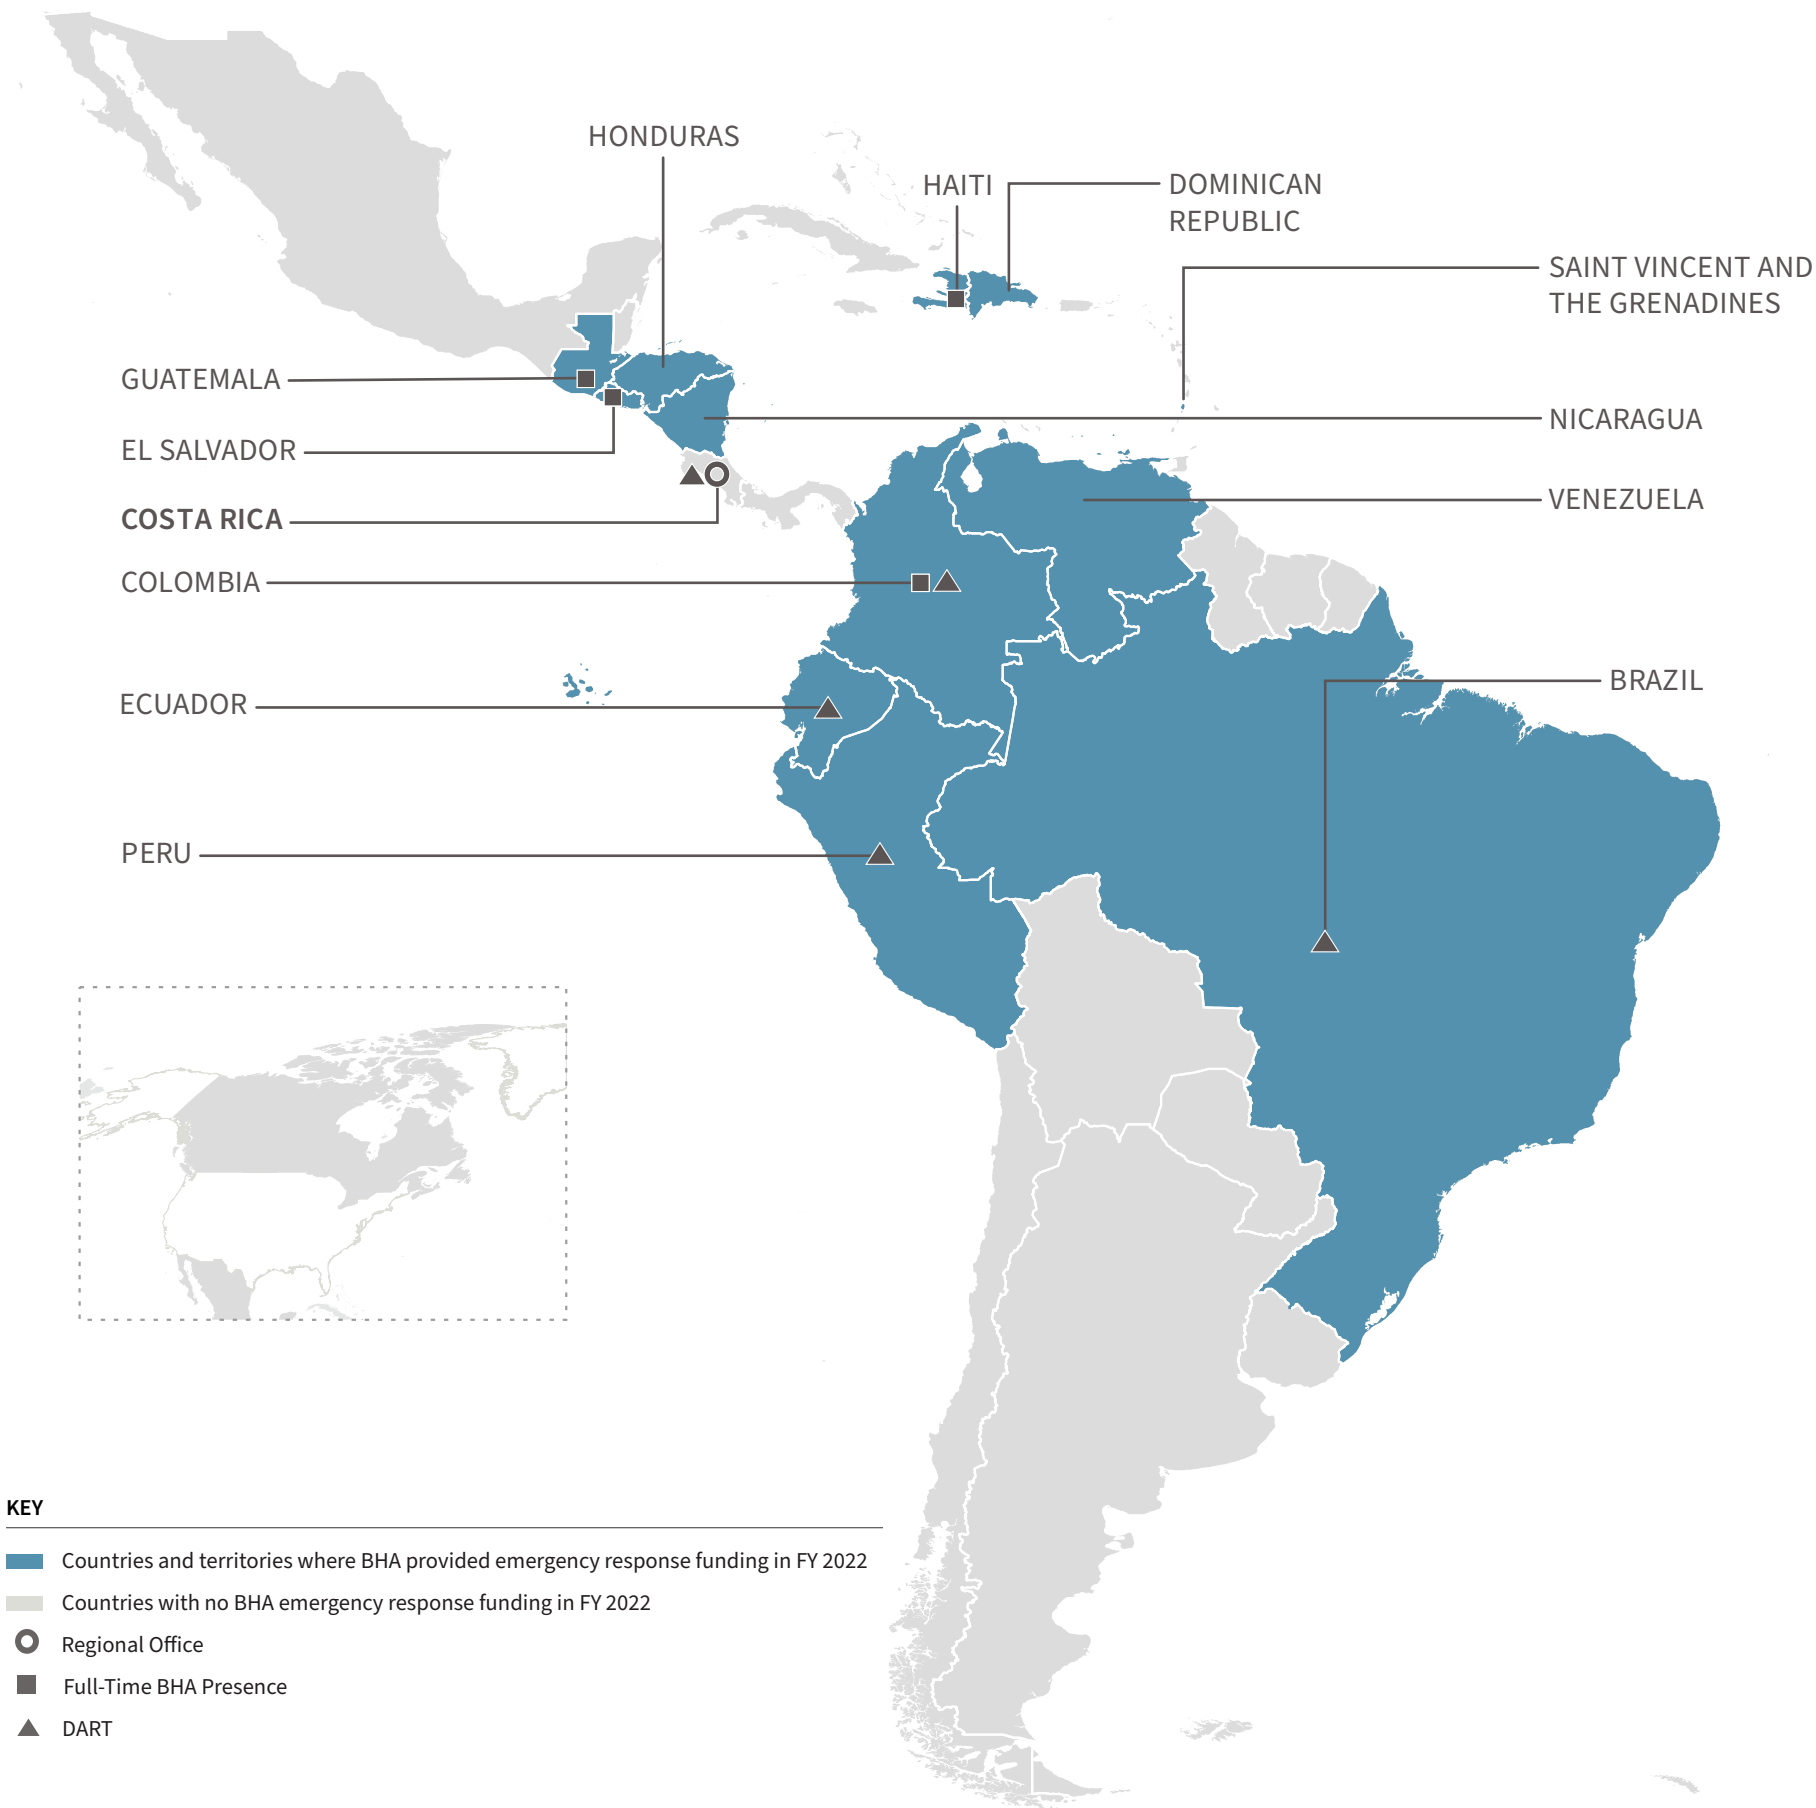 HONDURAS
HAITI
DOMINICAN
REPUBLIC
SAINT VINCENT AND
THE GRENADINES
GUATEMALA
NICARAGUA
EL SALVADOR
VENEZUELA
COSTA RICA
COLOMBIA
BRAZIL
ECUADOR
PERU
KEY
Countries and territories where BHA provided emergency response funding in FY 2022
Countries with no BHA emergency response funding in FY 2022
Regional Office
Full-Time BHA Presence
DART